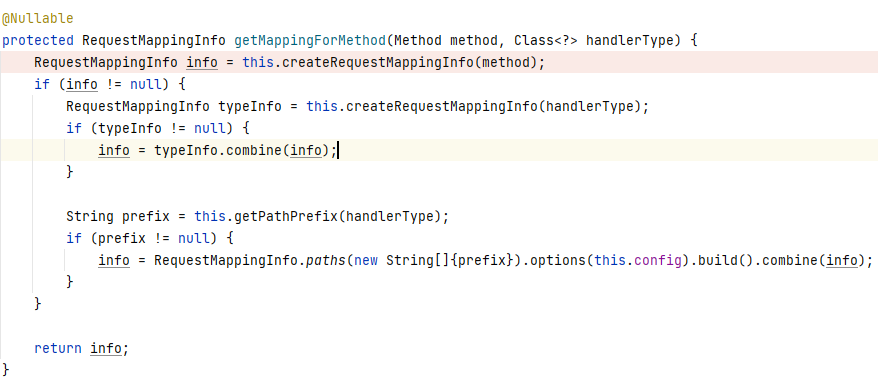 @Nullable
protected RequestMappingInfo getMappingForMethod(Method method, Class<?> handlerType) {
    RequestMappingInfo info = this.createRequestMappingInfo(method);
    if (info != null) {
        RequestMappingInfo typeInfo = this.createRequestMappingInfo(handlerType);
        if (typeInfo != null) {
            info = typeInfo.combine(info);
        }

        String prefix = this.getPathPrefix(handlerType);
        if (prefix != null) {
            info = RequestMappingInfo.paths(new String[]{prefix}).options(this.config).build().combine(info);
        }
    }

    return info;
}